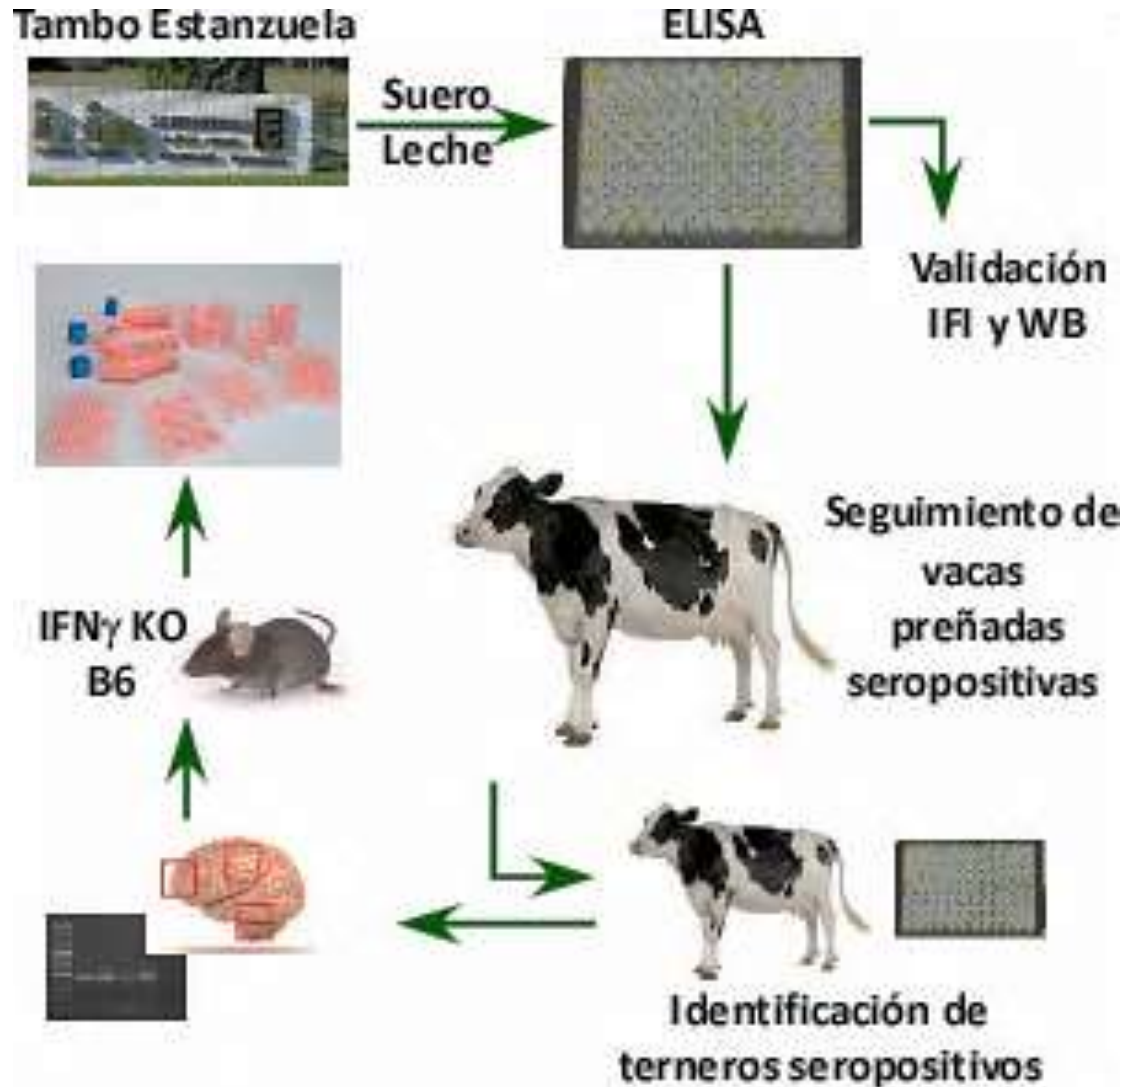 Tambo Estanzuela
ELISA
Suero
Leche
Validación
IFI y WB
Seguimiento de
vacas
preñadas
seropositivas
IFNγ KO
B6
Identificación de
terneros seropositivos